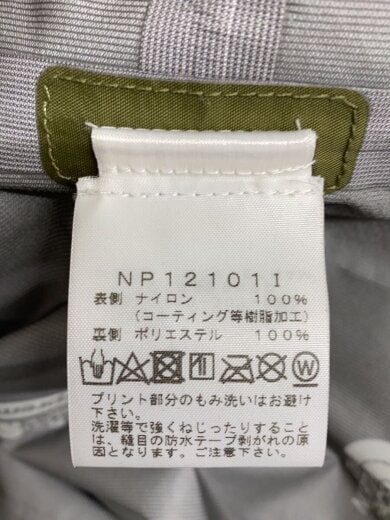 NP12101I
表側 ナイロン 100%
(コーティング等樹脂加工)
裏側 ポリエステル 100%
W
プリント部分のもみ洗いはお避け
下さい。
洗濯等で強くねじったりすること
は、縫目の防水テープ剥がれの原
因となります。ご注意下さい。